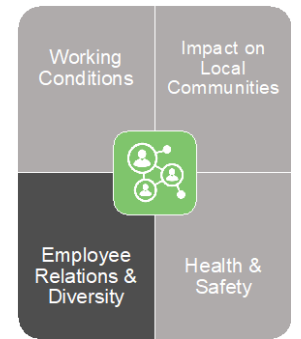 Working
Conditions
Impact on
Local
Communities
Employee
Relations &
Diversity
Health &
Safety